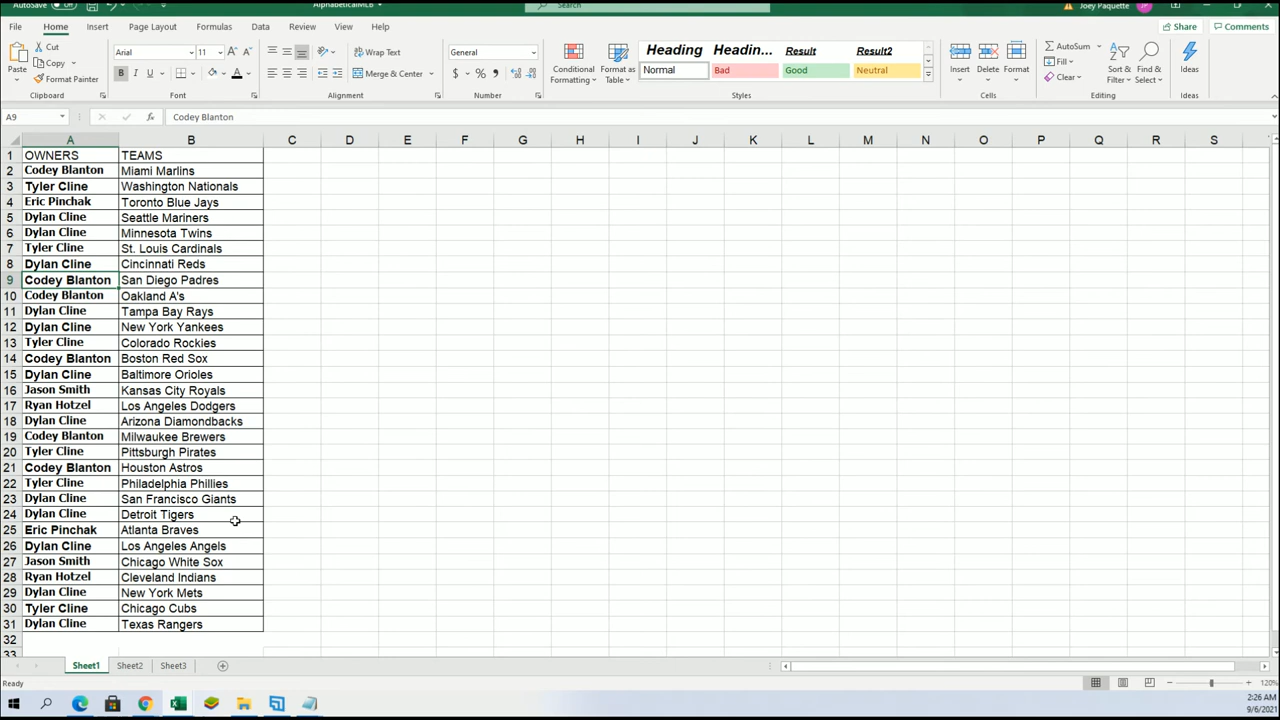 AutoSave Off AlphabeticalMLB Search Joey Paquette JP
File Home Insert Page Layout Formulas Data Review View Help Share Comments
Paste Cut Copy Format Painter Clipboard
Arial 11 A A B I U A Font
Wrap Text Merge & Center Alignment
General $ % , Number
Conditional Formatting Format as Table
Heading Headin... Result Result2
Normal Bad Good Neutral
Styles
Insert Delete Format Cells
AutoSum Fill Clear Sort & Filter Find & Select Editing
Ideas Ideas
A9 fx Codey Blanton
A B C D E F G H I J K L M N O P Q R S
1 OWNERS TEAMS
2 Codey Blanton Miami Marlins
3 Tyler Cline Washington Nationals
4 Eric Pinchak Toronto Blue Jays
5 Dylan Cline Seattle Mariners
6 Dylan Cline Minnesota Twins
7 Tyler Cline St. Louis Cardinals
8 Dylan Cline Cincinnati Reds
9 Codey Blanton San Diego Padres
10 Codey Blanton Oakland A's
11 Dylan Cline Tampa Bay Rays
12 Dylan Cline New York Yankees
13 Tyler Cline Colorado Rockies
14 Codey Blanton Boston Red Sox
15 Dylan Cline Baltimore Orioles
16 Jason Smith Kansas City Royals
17 Ryan Hotzel Los Angeles Dodgers
18 Dylan Cline Arizona Diamondbacks
19 Codey Blanton Milwaukee Brewers
20 Tyler Cline Pittsburgh Pirates
21 Codey Blanton Houston Astros
22 Tyler Cline Philadelphia Phillies
23 Dylan Cline San Francisco Giants
24 Dylan Cline Detroit Tigers
25 Eric Pinchak Atlanta Braves
26 Dylan Cline Los Angeles Angels
27 Jason Smith Chicago White Sox
28 Ryan Hotzel Cleveland Indians
29 Dylan Cline New York Mets
30 Tyler Cline Chicago Cubs
31 Dylan Cline Texas Rangers
32
33
Sheet1 Sheet2 Sheet3
Ready 120%
2:26 AM
9/6/2021